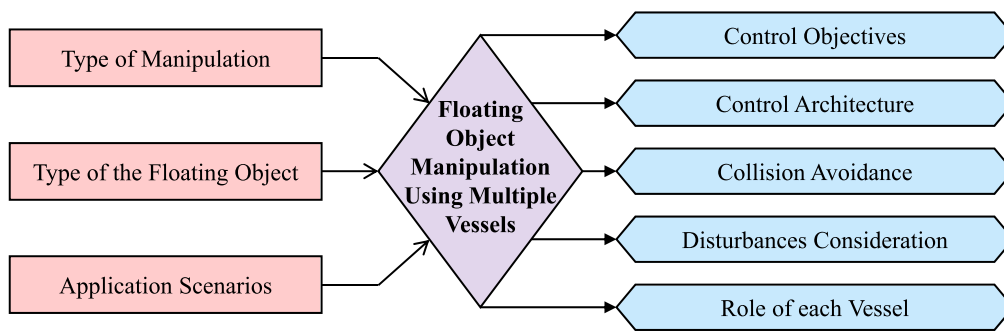 Type of Manipulation
Type of the Floating Object
Application Scenarios
Floating
Object
Manipulation
Using Multiple
Vessels
Control Objectives
Control Architecture
Collision Avoidance
Disturbances Consideration
Role of each Vessel